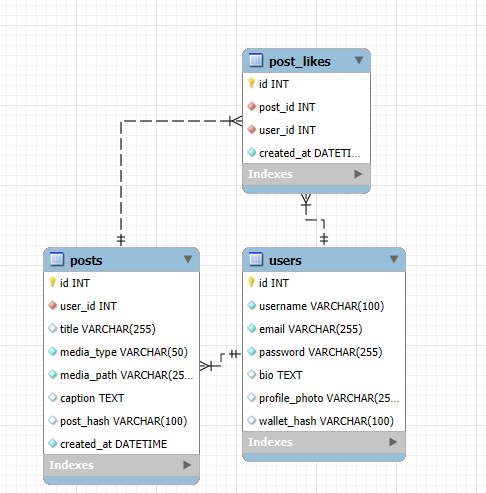 post_likes
id INT
post_id INT
user_id INT
created_at DATETI...
Indexes
posts
id INT
user_id INT
title VARCHAR(255)
media_type VARCHAR(50)
media_path VARCHAR(25...
caption TEXT
post_hash VARCHAR(100)
created_at DATETIME
Indexes
users
id INT
username VARCHAR(100)
email VARCHAR(255)
password VARCHAR(255)
bio TEXT
profile_photo VARCHAR(25...
wallet_hash VARCHAR(100)
Indexes